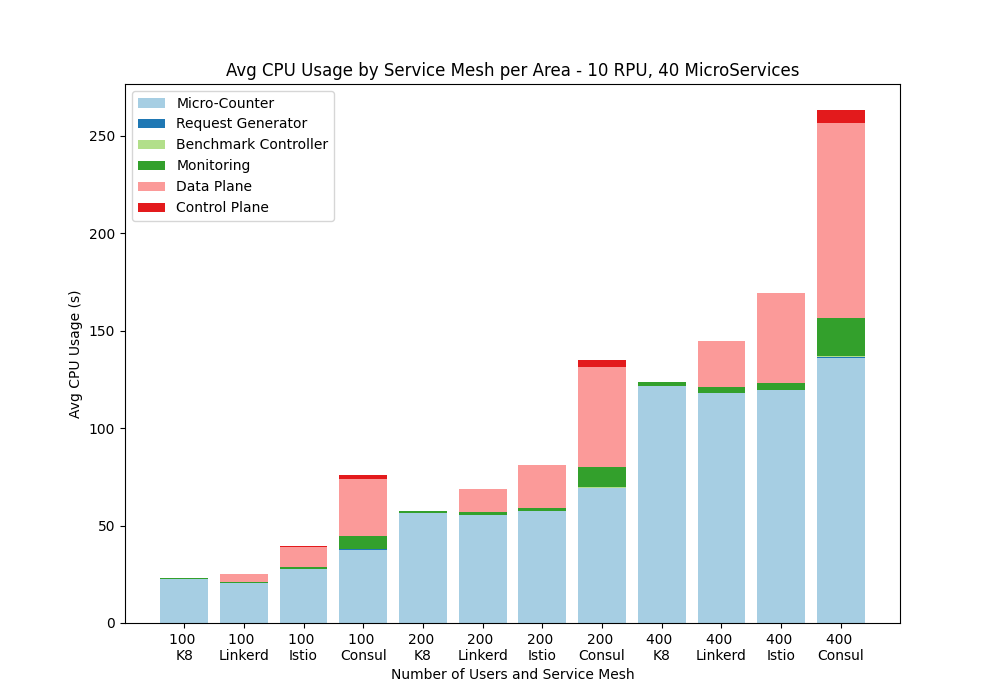 Avg CPU Usage by Service Mesh per Area - 10 RPU, 40 MicroServices
Micro-Counter
Request Generator
Benchmark Controller
Monitoring
Data Plane
Control Plane
Avg CPU Usage (s)
250
200
150
100
50
0
100 100 100 100 200 200 200 200 400 400 400 400
K8 Linkerd Istio Consul K8 Linkerd Istio Consul K8 Linkerd Istio Consul
Number of Users and Service Mesh